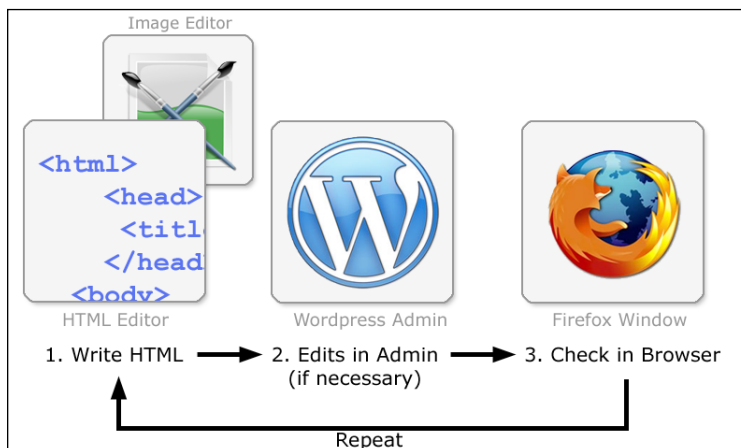 Image Editor
<html>
<head>
<titl
</head
<body>
HTML Editor
Wordpress Admin
Firefox Window
1. Write HTML
2. Edits in Admin
(if necessary)
3. Check in Browser
Repeat